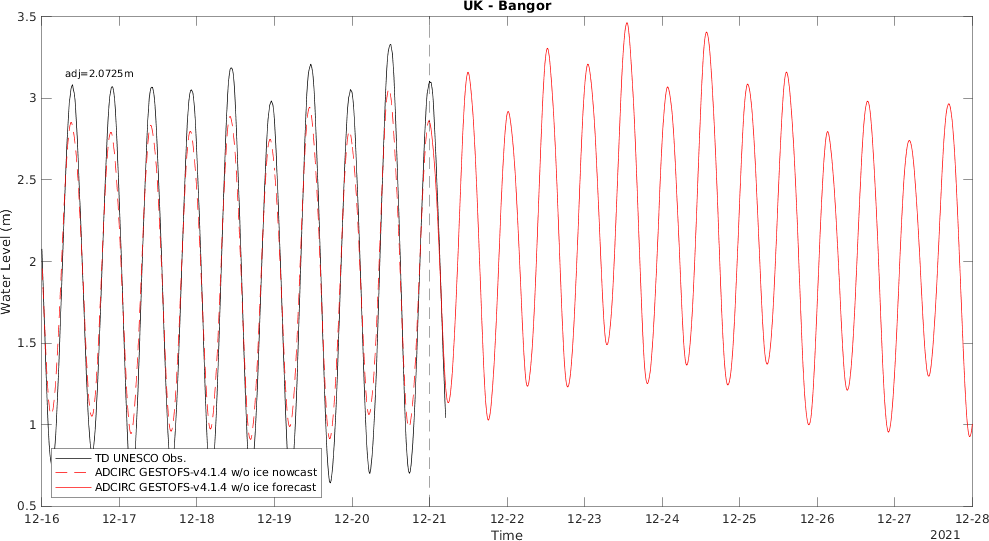 UK - Bangor
adj=2.0725m
3.5
3
2.5
2
1.5
1
0.5
Water Level (m)
TD UNESCO Obs.
ADCIRC GESTOFS-v4.1.4 w/o ice nowcast
ADCIRC GESTOFS-v4.1.4 w/o ice forecast
12-16 12-17 12-18 12-19 12-20 12-21 12-22 12-23 12-24 12-25 12-26 12-27 12-28
Time
2021